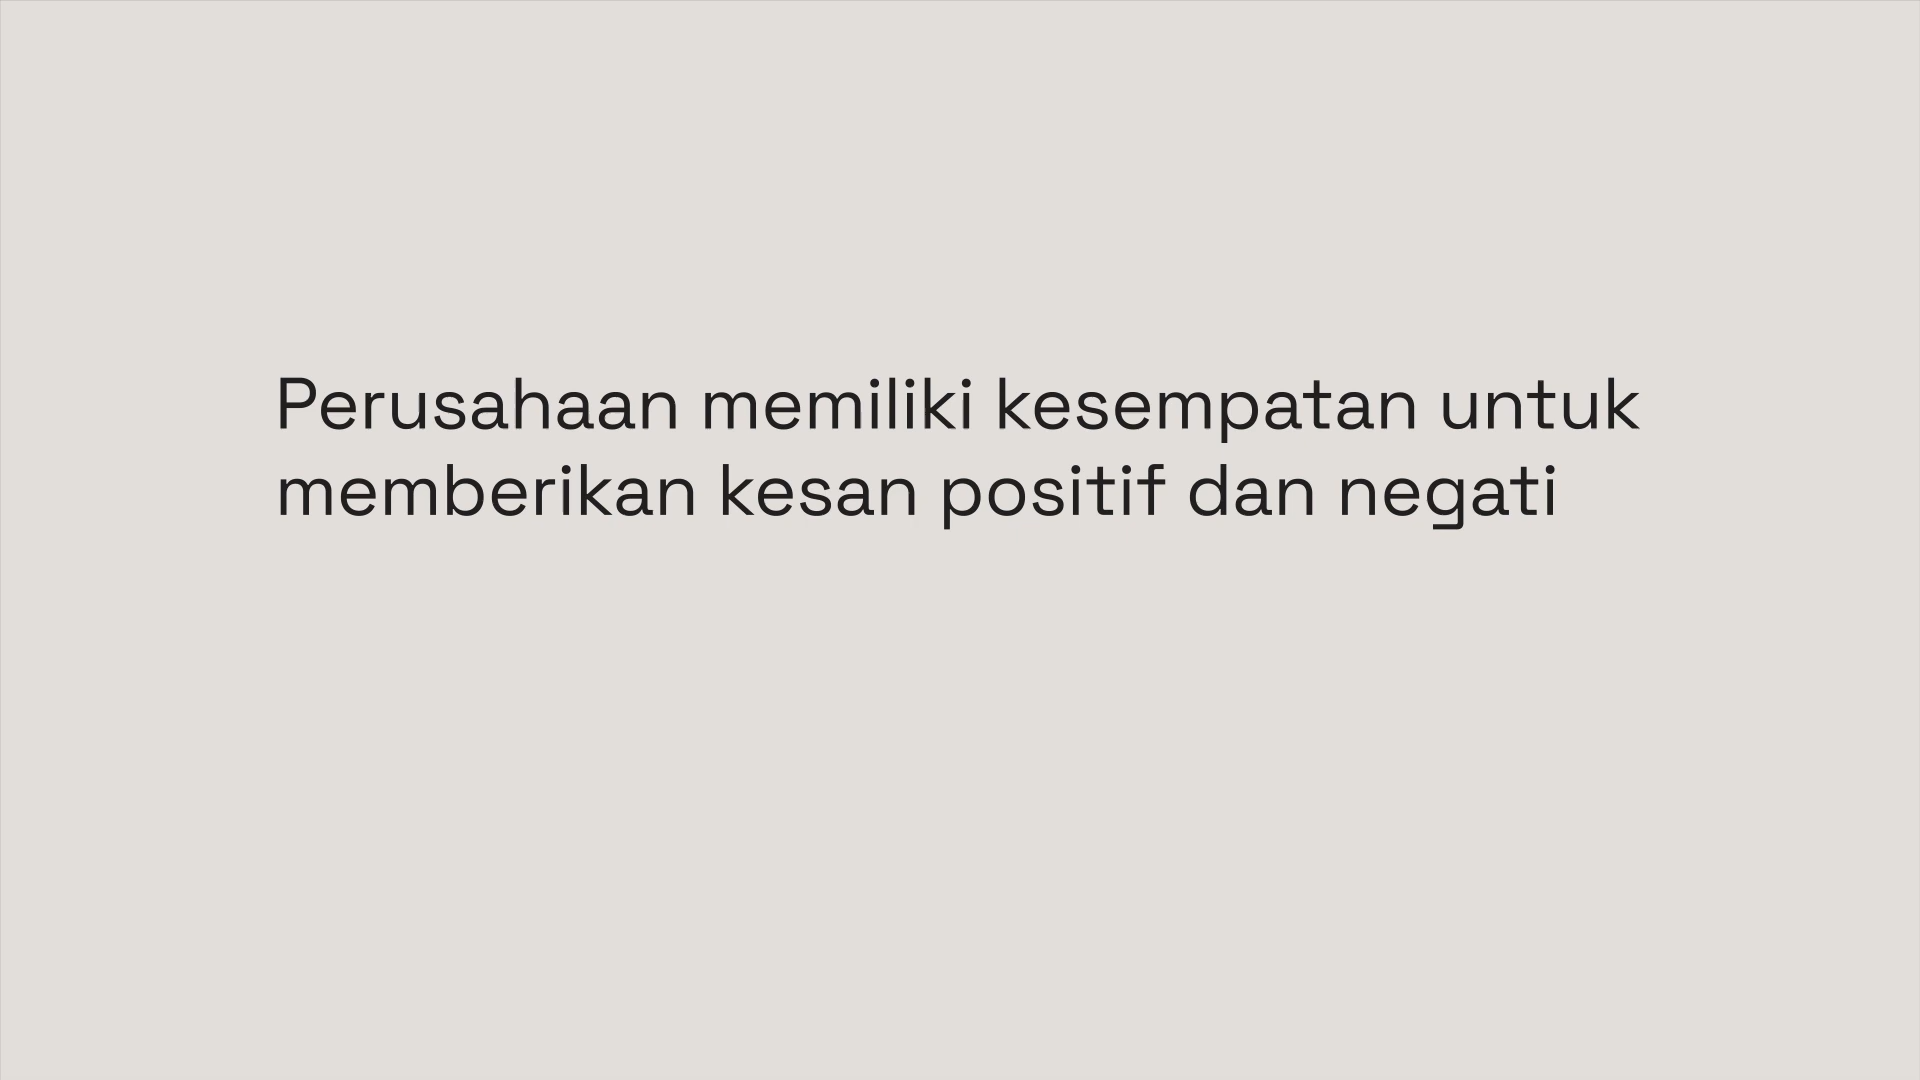 Perusahaan memiliki kesempatan untuk
memberikan kesan positif dan negati